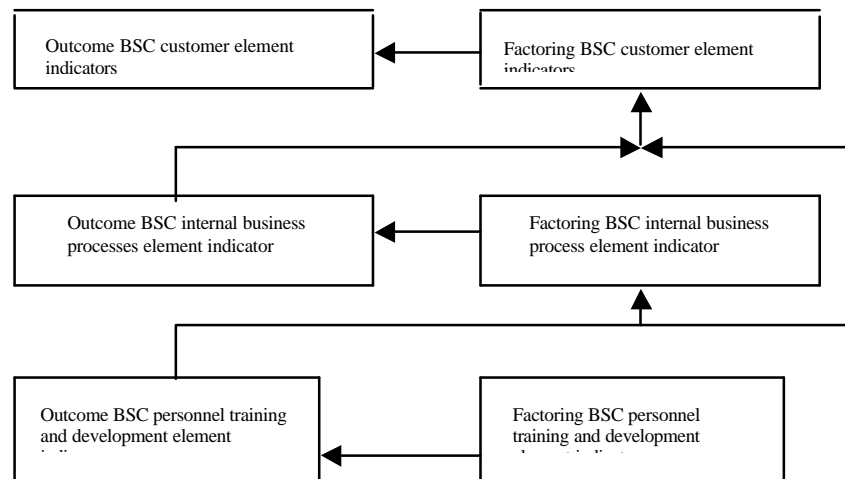 Outcome BSC customer element
indicators
Factoring BSC customer element
indicators
Outcome BSC internal business
processes element indicator
Factoring BSC internal business
process element indicator
Outcome BSC personnel training
and development element
Factoring BSC personnel
training and development